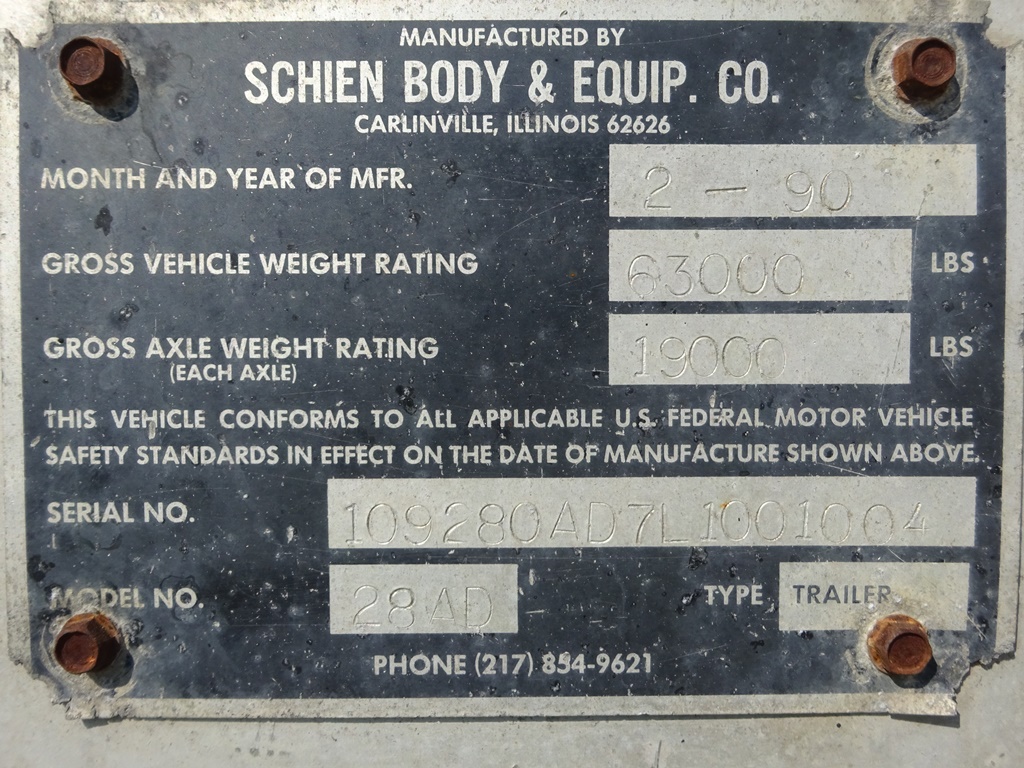 MANUFACTURED BY
SCHIEN BODY & EQUIP. CO.
CARLINVILLE, ILLINOIS 62626
MONTH AND YEAR OF MFR. 2 - 90
GROSS VEHICLE WEIGHT RATING 63000 LBS
GROSS AXLE WEIGHT RATING 19000 LBS
(EACH AXLE)
THIS VEHICLE CONFORMS TO ALL APPLICABLE U.S. FEDERAL MOTOR VEHICLE
SAFETY STANDARDS IN EFFECT ON THE DATE OF MANUFACTURE SHOWN ABOVE.
SERIAL NO. 109280AD7L1001004
MODEL NO. 28AD TYPE TRAILER
PHONE (217) 854-9621